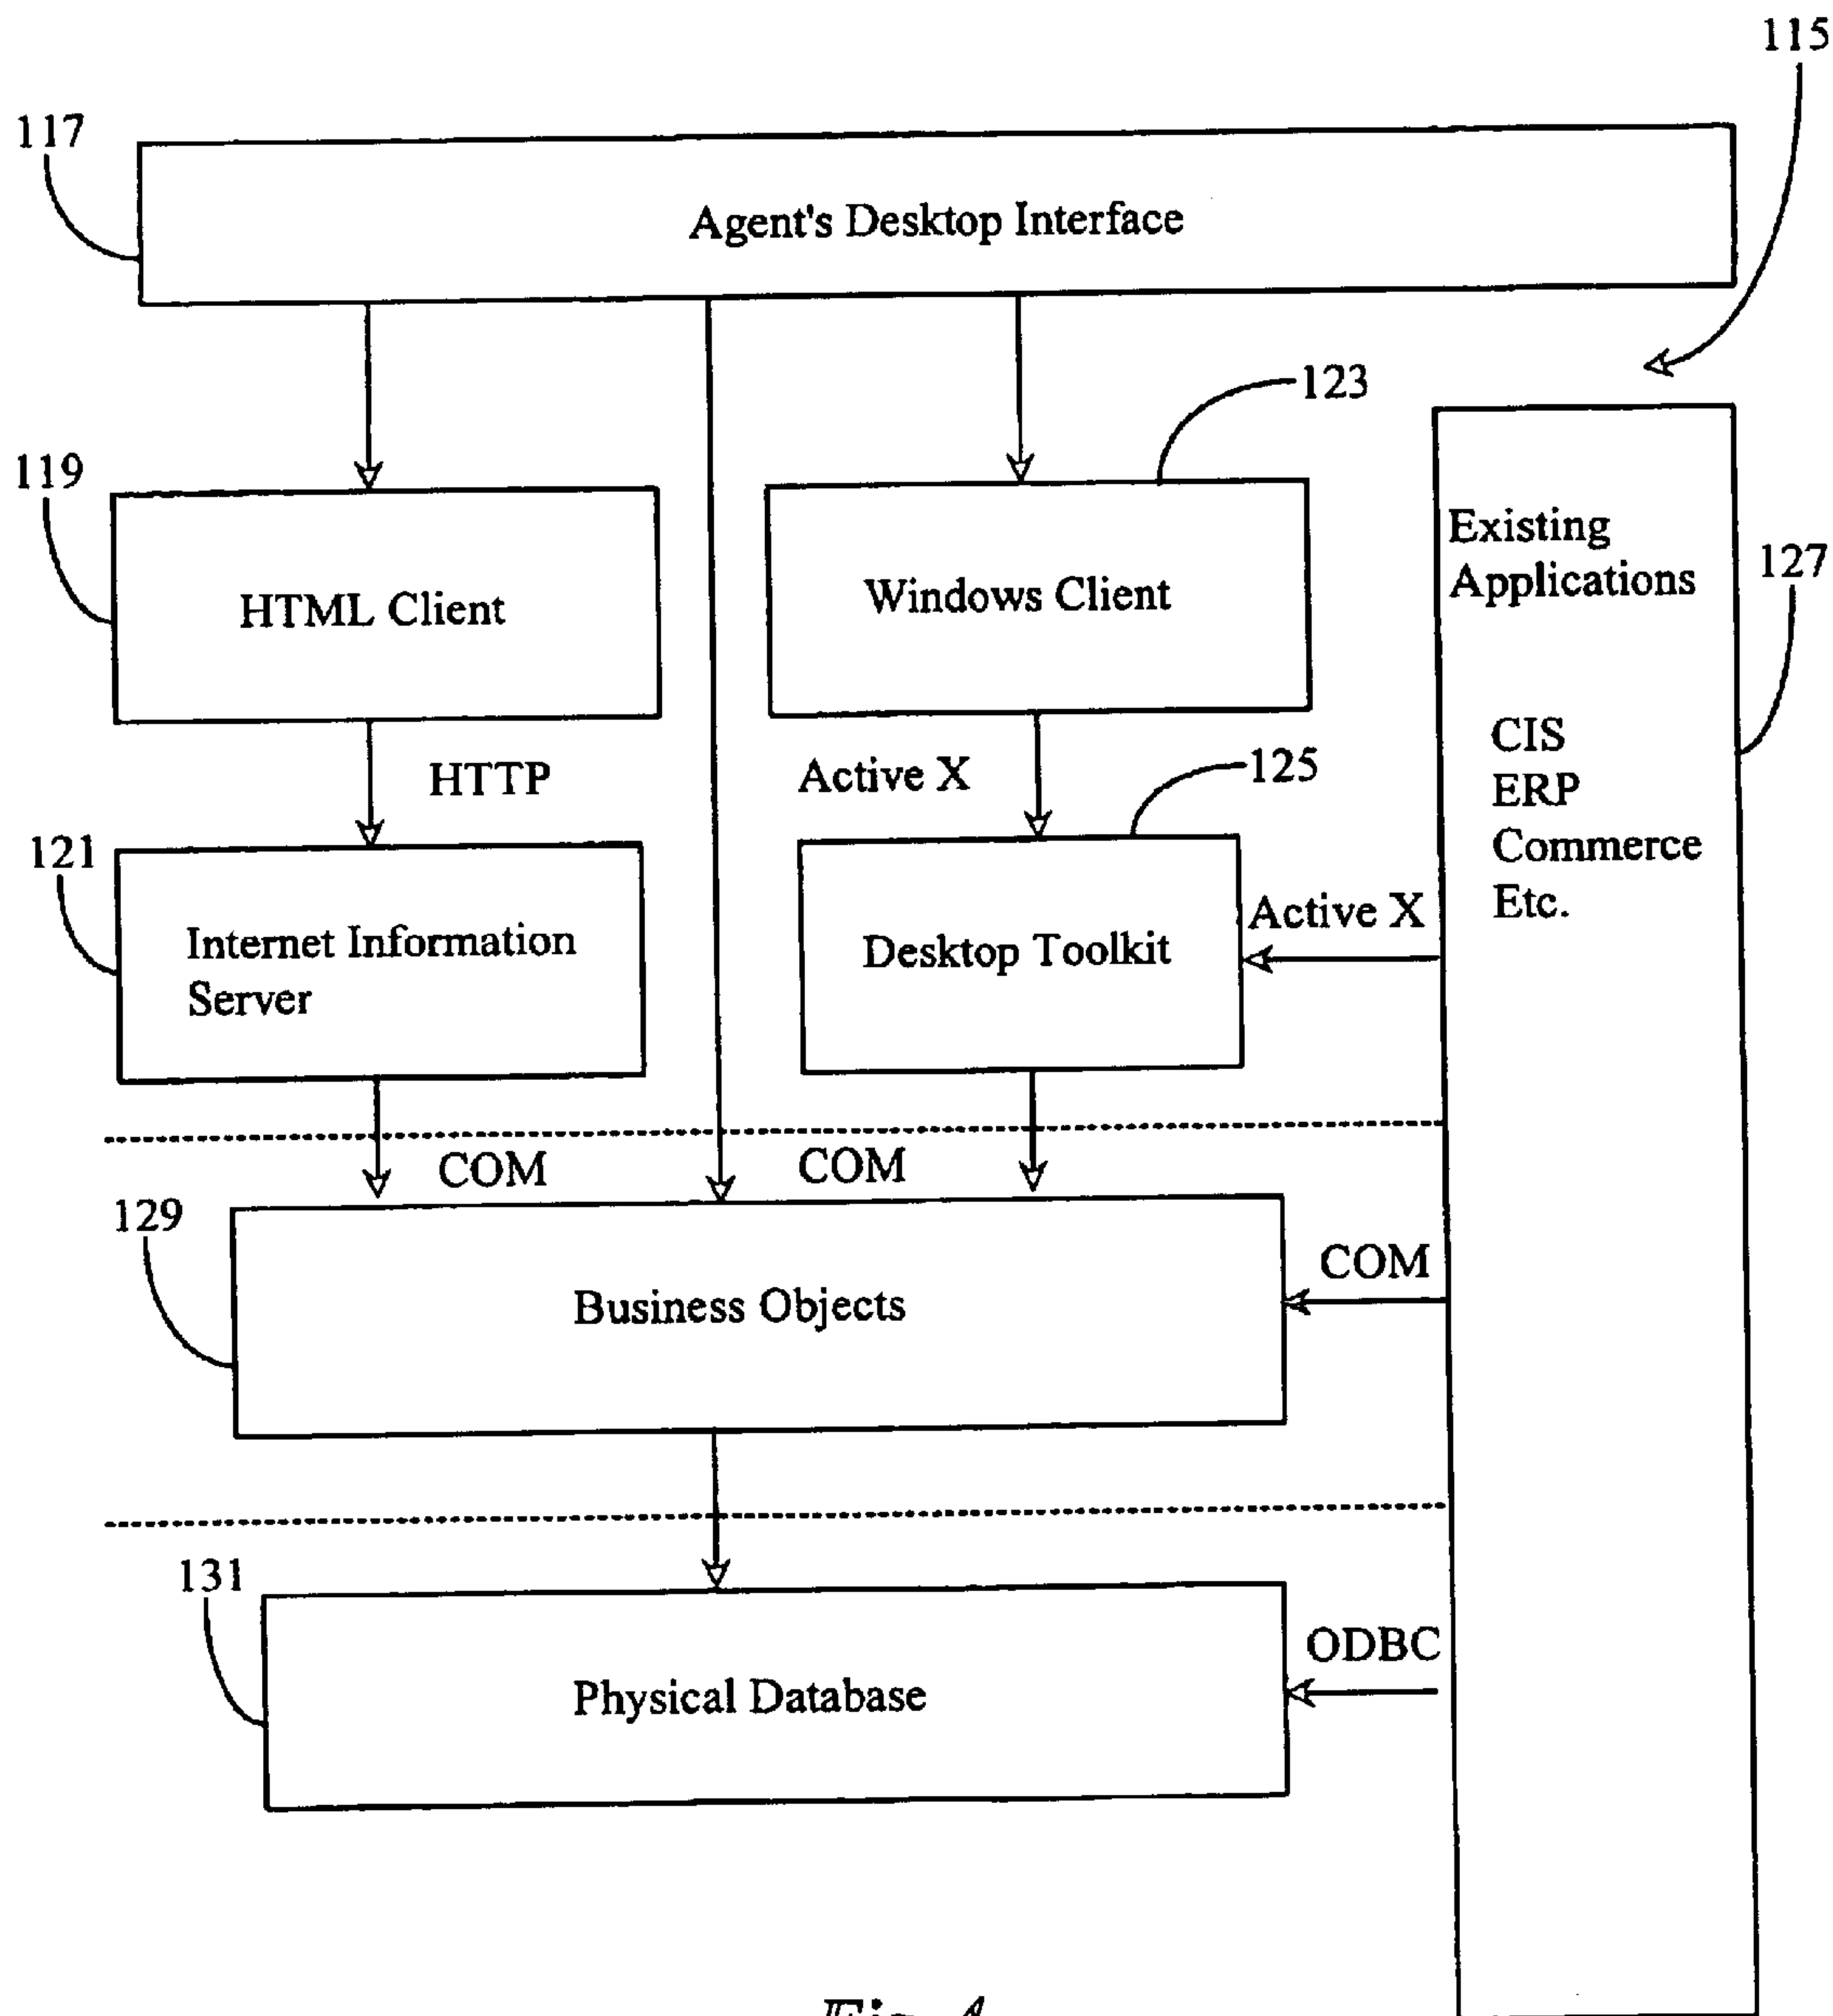 115
117
Agent's Desktop Interface
123
119
HTML Client
Windows Client
Existing
Applications
127
CIS
ERP
Commerce
Etc.
HTTP
Active X
125
121
Internet Information
Server
Desktop Toolkit
Active X
COM
COM
129
Business Objects
COM
131
Physical Database
ODBC
Fig. 4